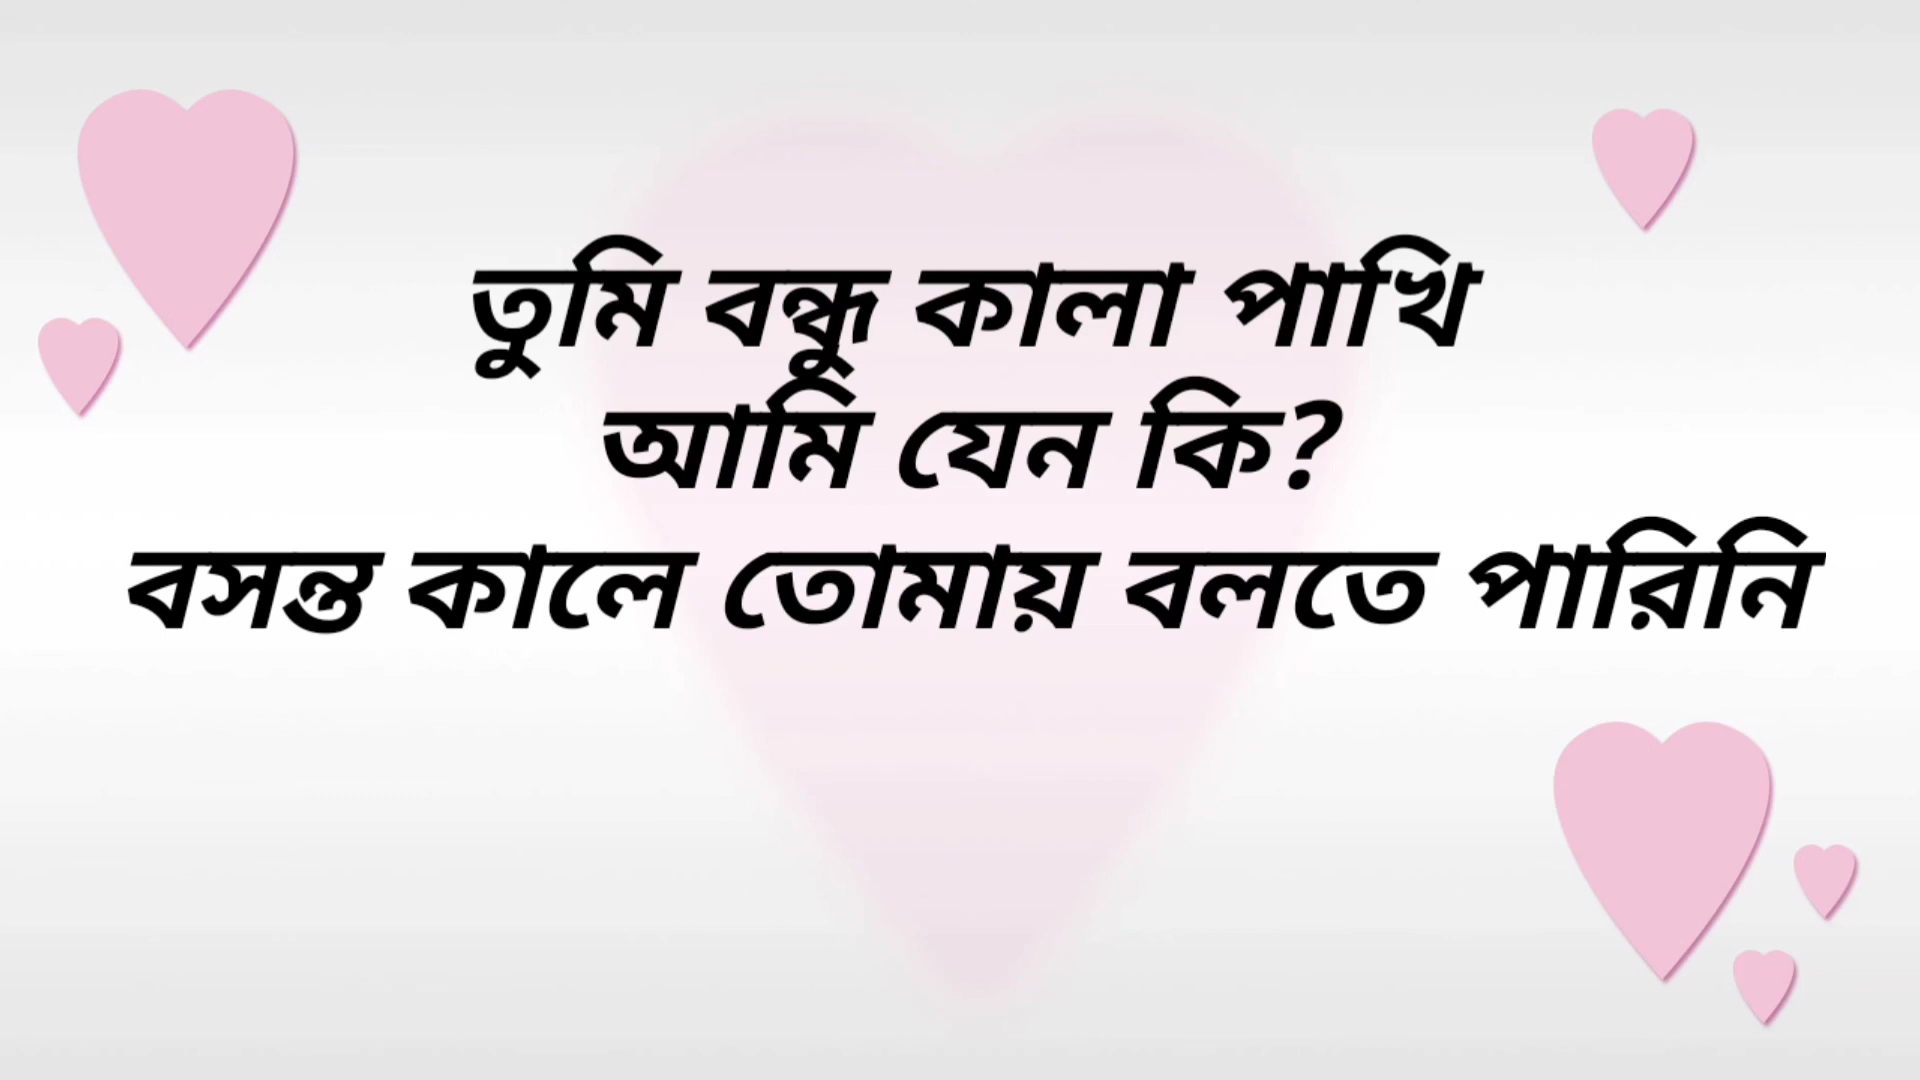 তুমি বন্ধু কালা পাখি
আমি যেন কি?
বসন্ত কালে তোমায় বলতে পারিনি